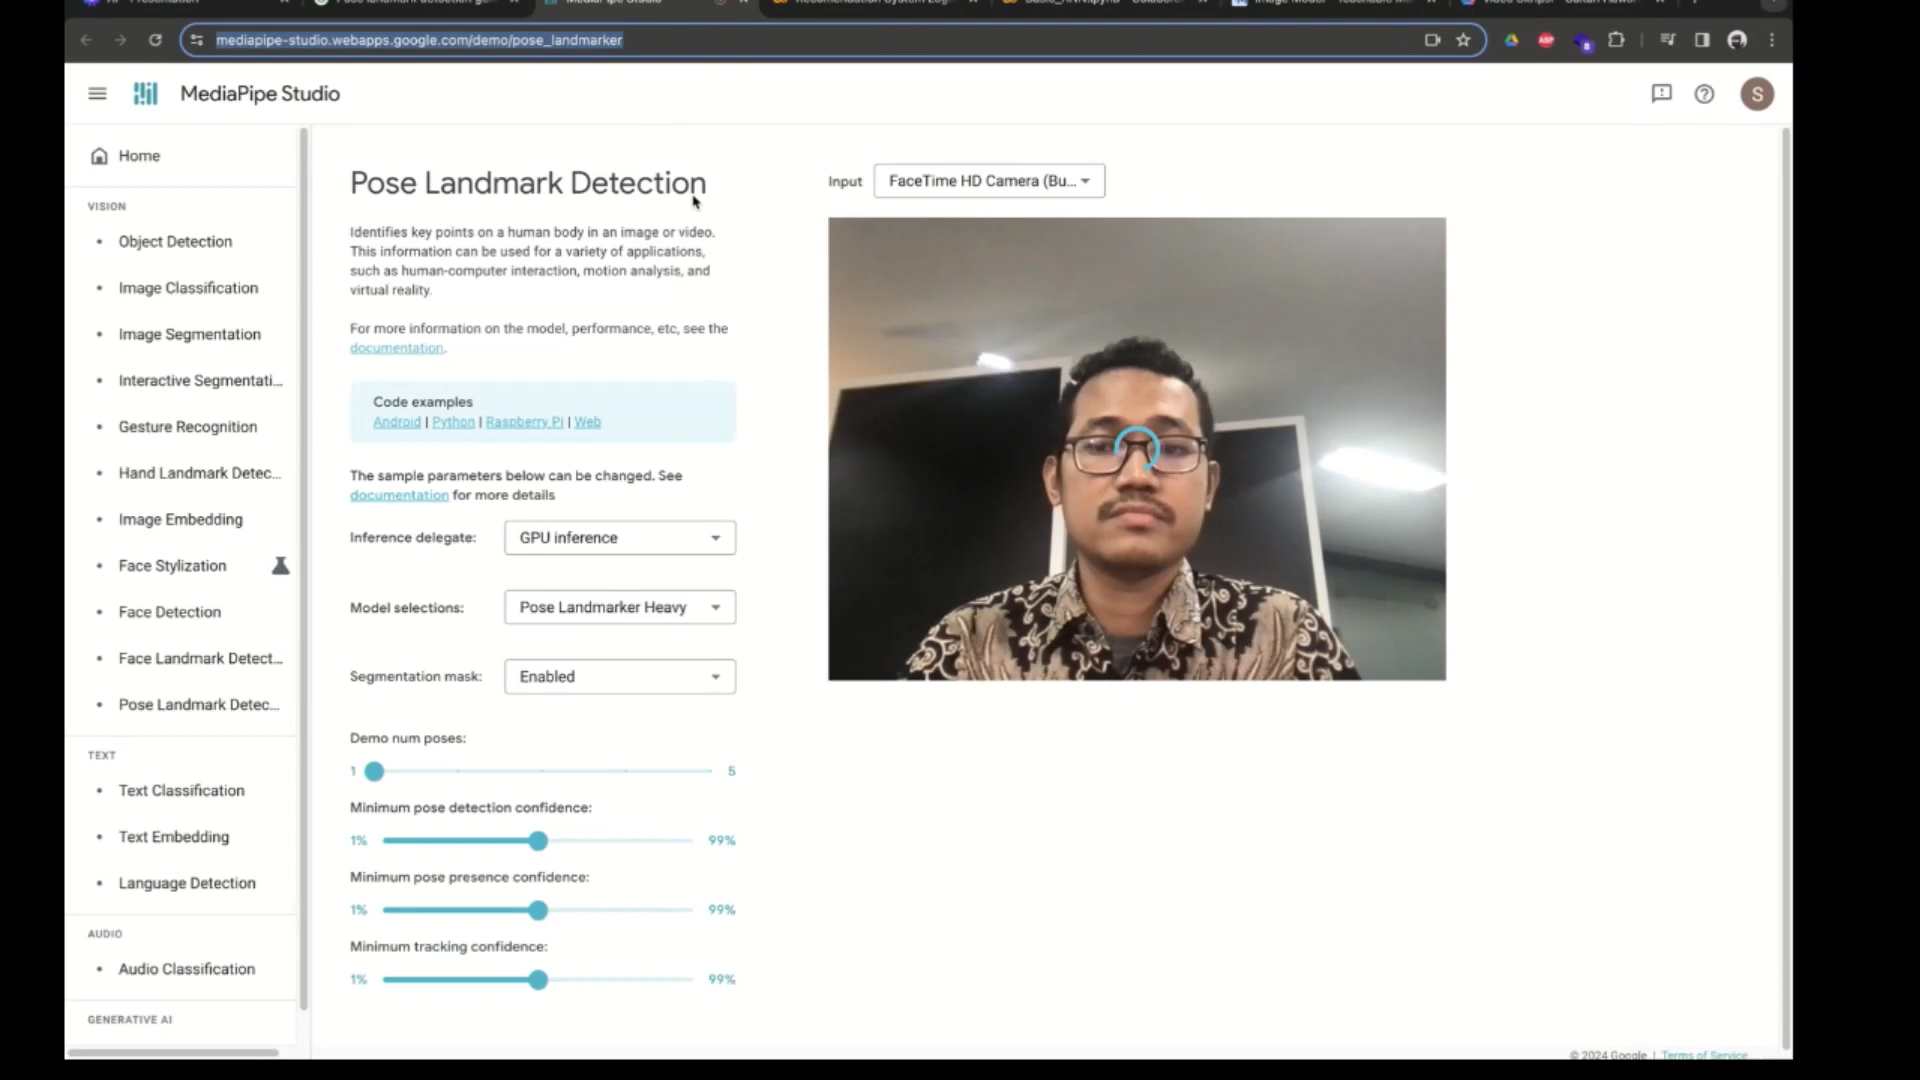 mediapipe-studio.webapps.google.com/demo/pose_landmarker
MediaPipe Studio
S
Home
VISION
Object Detection
Image Classification
Image Segmentation
Interactive Segmentati...
Gesture Recognition
Hand Landmark Detec...
Image Embedding
Face Stylization
Face Detection
Face Landmark Detect...
Pose Landmark Detec...
TEXT
Text Classification
Text Embedding
Language Detection
AUDIO
Audio Classification
GENERATIVE AI
Pose Landmark Detection
Identifies key points on a human body in an image or video.
This information can be used for a variety of applications,
such as human-computer interaction, motion analysis, and
virtual reality.
For more information on the model, performance, etc, see the
documentation.
Code examples
Android | Python | Raspberry Pi | Web
The sample parameters below can be changed. See
documentation for more details
Inference delegate: GPU inference
Model selections: Pose Landmarker Heavy
Segmentation mask: Enabled
Demo num poses:
1 5
Minimum pose detection confidence:
1% 99%
Minimum pose presence confidence:
1% 99%
Minimum tracking confidence:
1% 99%
Input FaceTime HD Camera (Bu...
© 2024 Google | Terms of Service